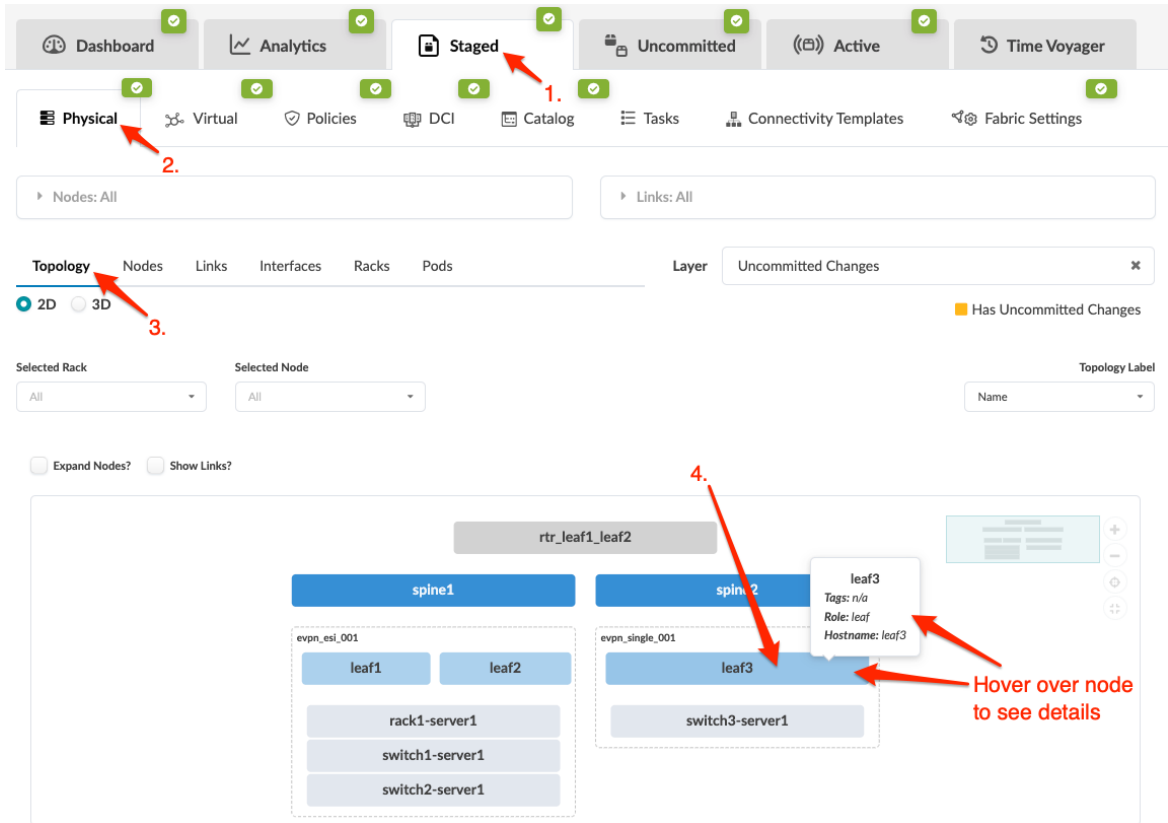 Dashboard
Analytics
Staged
Uncommitted
Active
Time Voyager
1.
Physical
Virtual
Policies
DCI
Catalog
Tasks
Connectivity Templates
Fabric Settings
2.
Nodes: All
Links: All
Topology
Nodes
Links
Interfaces
Racks
Pods
Layer
Uncommitted Changes
2D
3D
3.
Has Uncommitted Changes
Selected Rack
Selected Node
Topology Label
All
All
Name
Expand Nodes?
Show Links?
4.
rtr_leaf1_leaf2
spine1
spine2
leaf3
Tags: n/a
Role: leaf
Hostname: leaf3
evpn_esi_001
evpn_single_001
leaf1
leaf2
leaf3
Hover over node
to see details
rack1-server1
switch3-server1
switch1-server1
switch2-server1